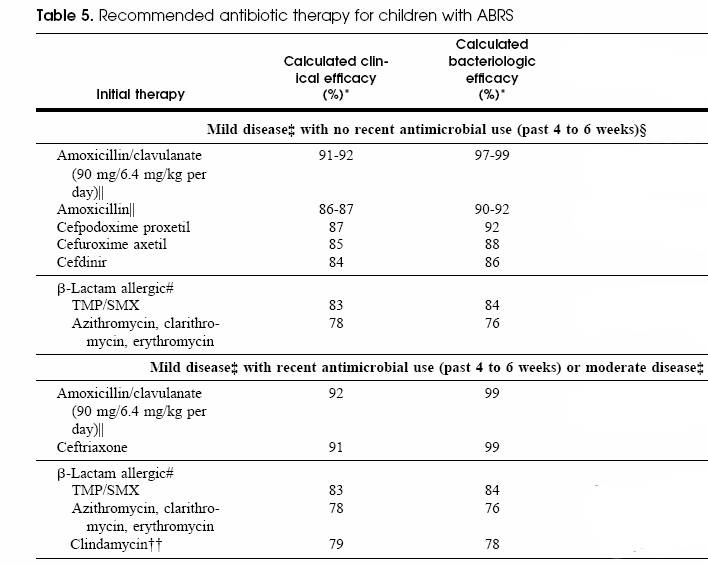 Table 5. Recommended antibiotic therapy for children with ABRS
Initial therapy
Calculated clin-
ical efficacy
(%)*
Calculated
bacteriologic
efficacy
(%)*
Mild disease‡ with no recent antimicrobial use (past 4 to 6 weeks)§
Amoxicillin/clavulanate 91-92 97-99
(90 mg/6.4 mg/kg per
day)||
Amoxicillin|| 86-87 90-92
Cefpodoxime proxetil 87 92
Cefuroxime axetil 85 88
Cefdinir 84 86
β-Lactam allergic#
TMP/SMX 83 84
Azithromycin, clarithro- 78 76
mycin, erythromycin
Mild disease‡ with recent antimicrobial use (past 4 to 6 weeks) or moderate disease‡
Amoxicillin/clavulanate 92 99
(90 mg/6.4 mg/kg per
day)||
Ceftriaxone 91 99
β-Lactam allergic#
TMP/SMX 83 84
Azithromycin, clarithro- 78 76
mycin, erythromycin
Clindamycin†† 79 78